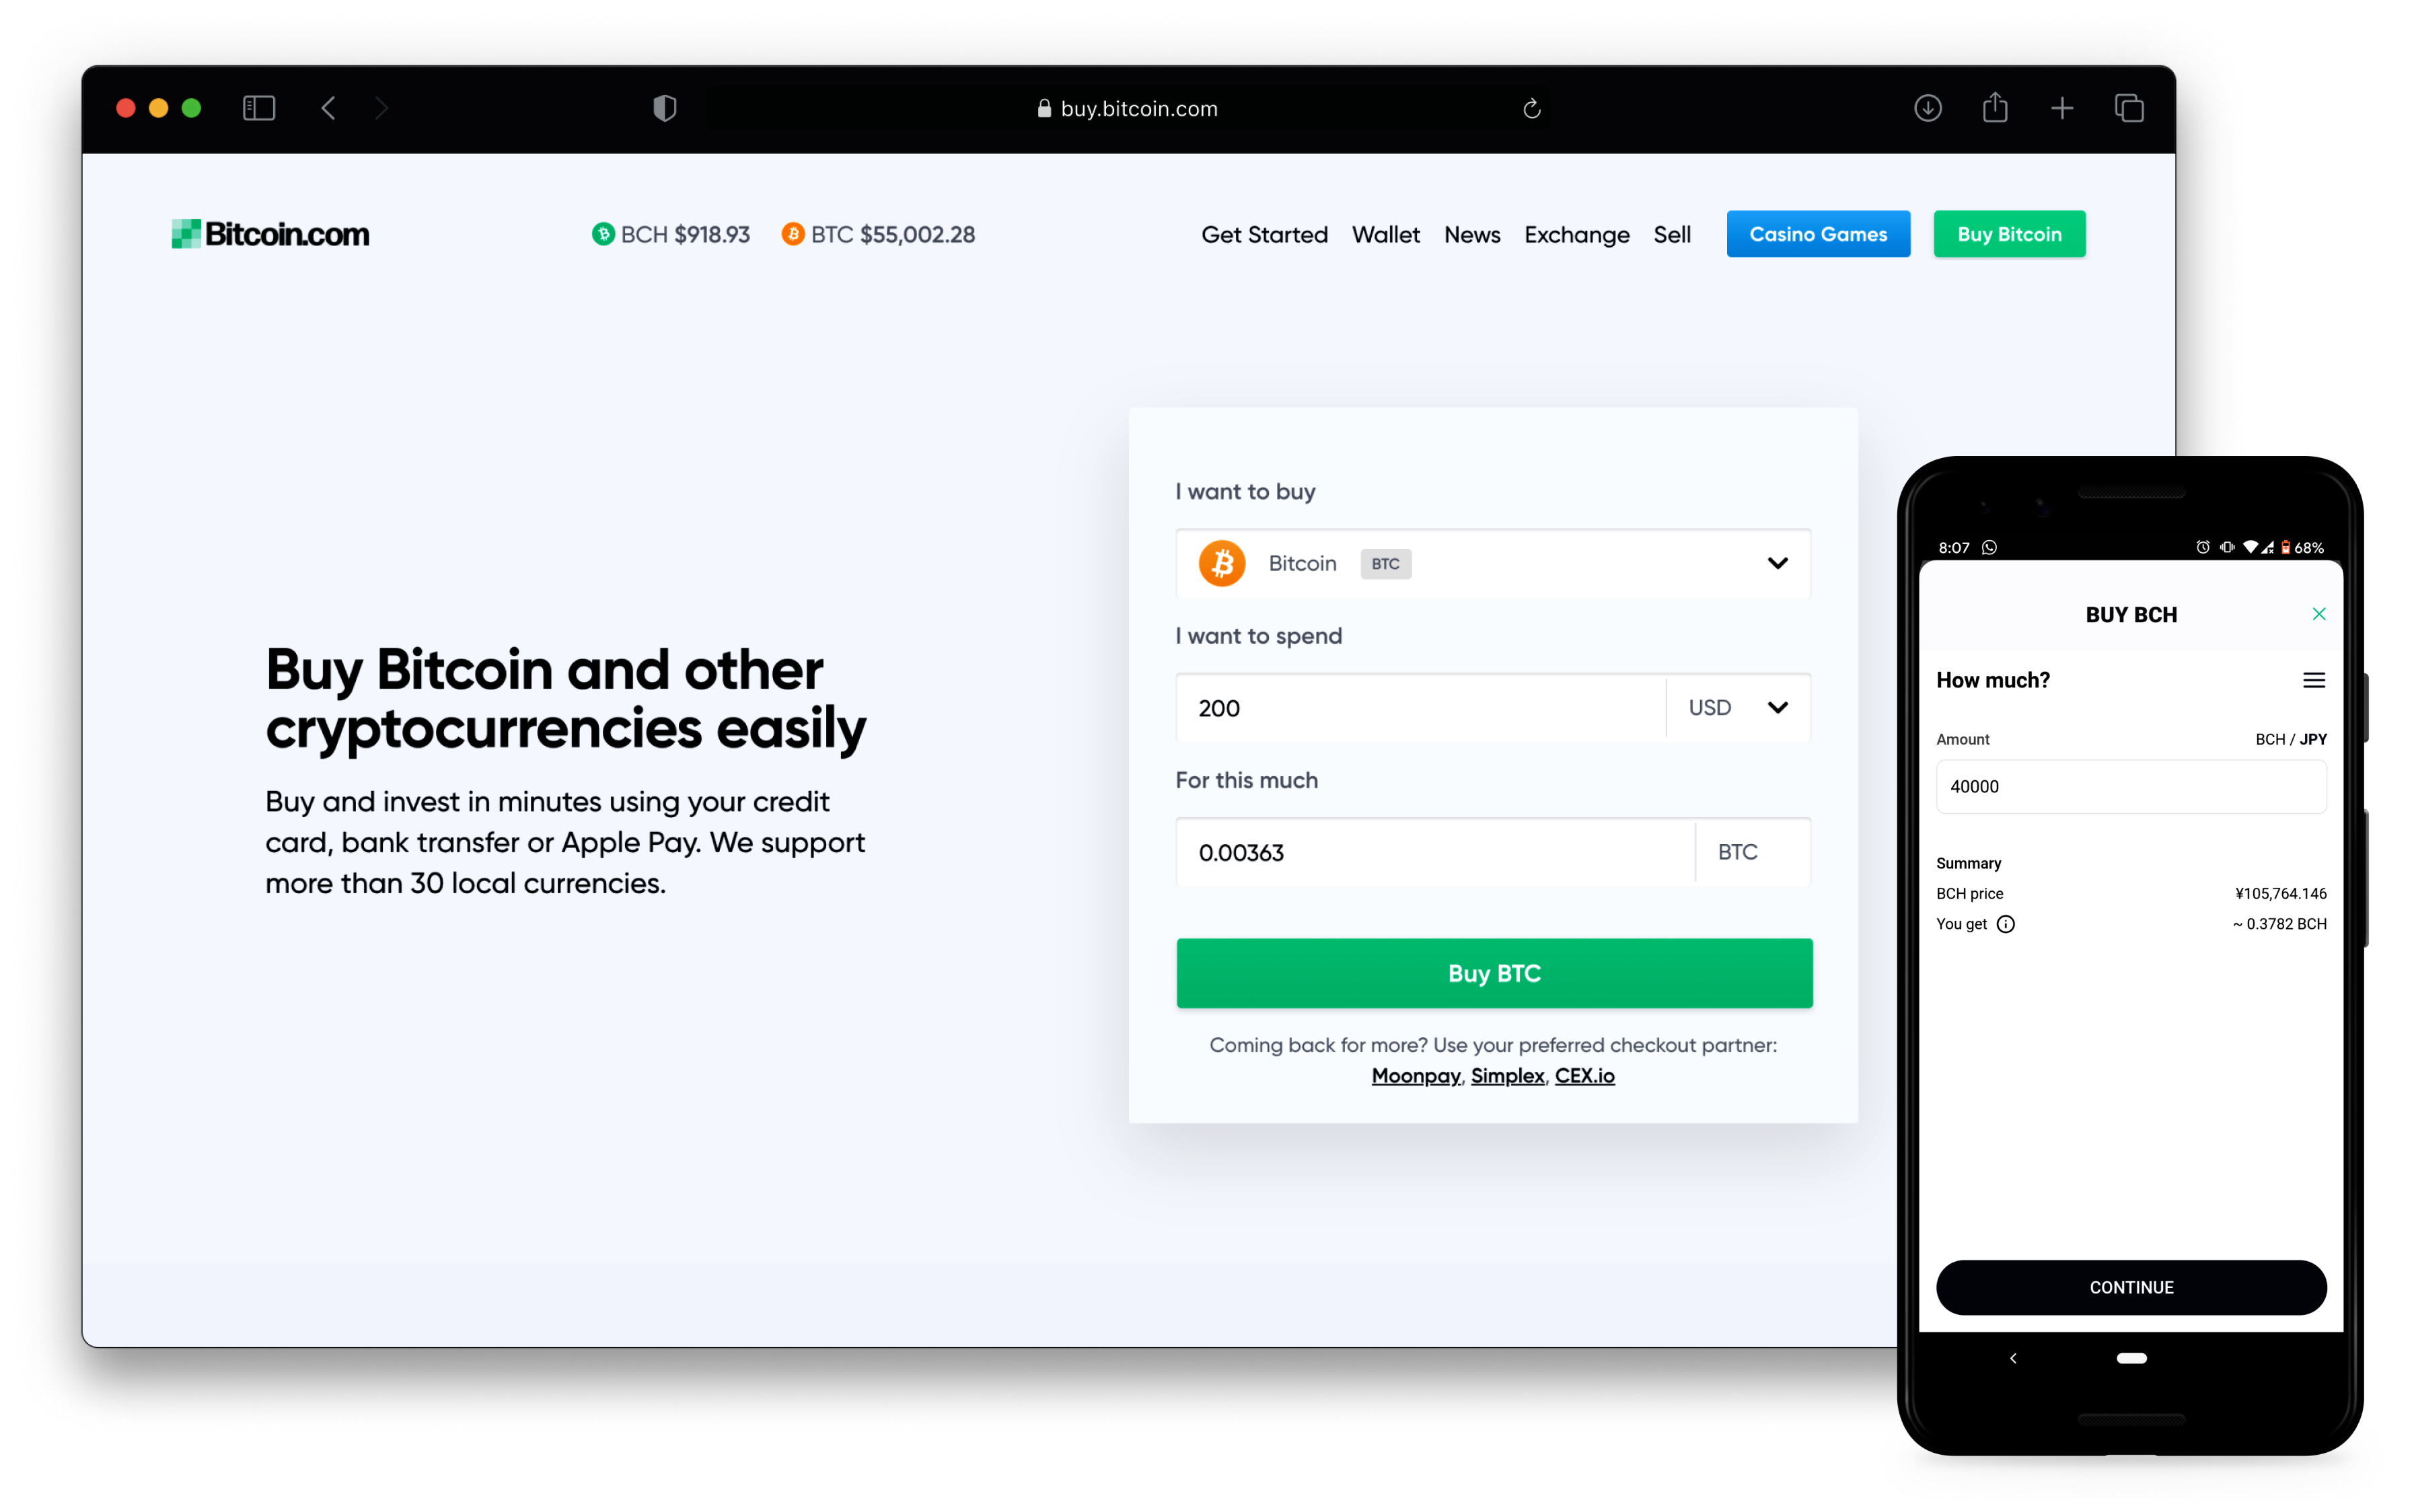 buy.bitcoin.com
Bitcoin.com
BCH $918.93 BTC $55,002.28
Get Started Wallet News Exchange Sell Casino Games Buy Bitcoin
Buy Bitcoin and other
cryptocurrencies easily
Buy and invest in minutes using your credit
card, bank transfer or Apple Pay. We support
more than 30 local currencies.
I want to buy
Bitcoin BTC
I want to spend
200 USD
For this much
0.00363 BTC
Buy BTC
Coming back for more? Use your preferred checkout partner:
Moonpay, Simplex, CEX.io
8:07 68%
BUY BCH
How much?
Amount BCH / JPY
40000
Summary
BCH price ¥105,764.146
You get ~ 0.3782 BCH
CONTINUE